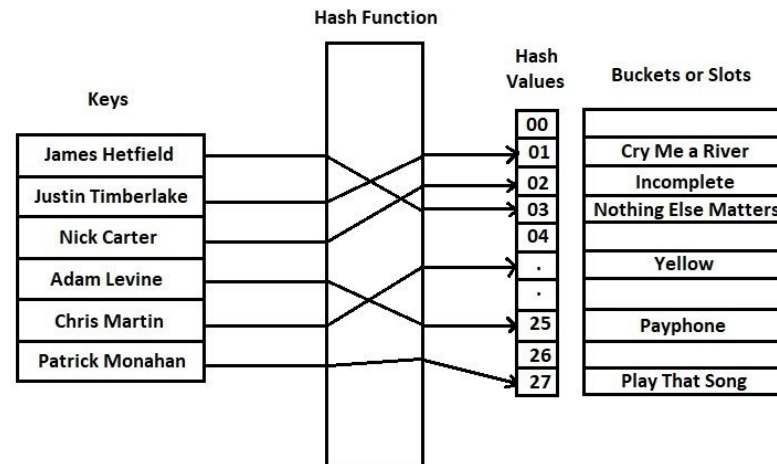 Hash Function
Keys
James Hetfield
Justin Timberlake
Nick Carter
Adam Levine
Chris Martin
Patrick Monahan
Hash
Values
00
01
02
03
04
.
.
25
26
27
Buckets or Slots
Cry Me a River
Incomplete
Nothing Else Matters
Yellow
Payphone
Play That Song